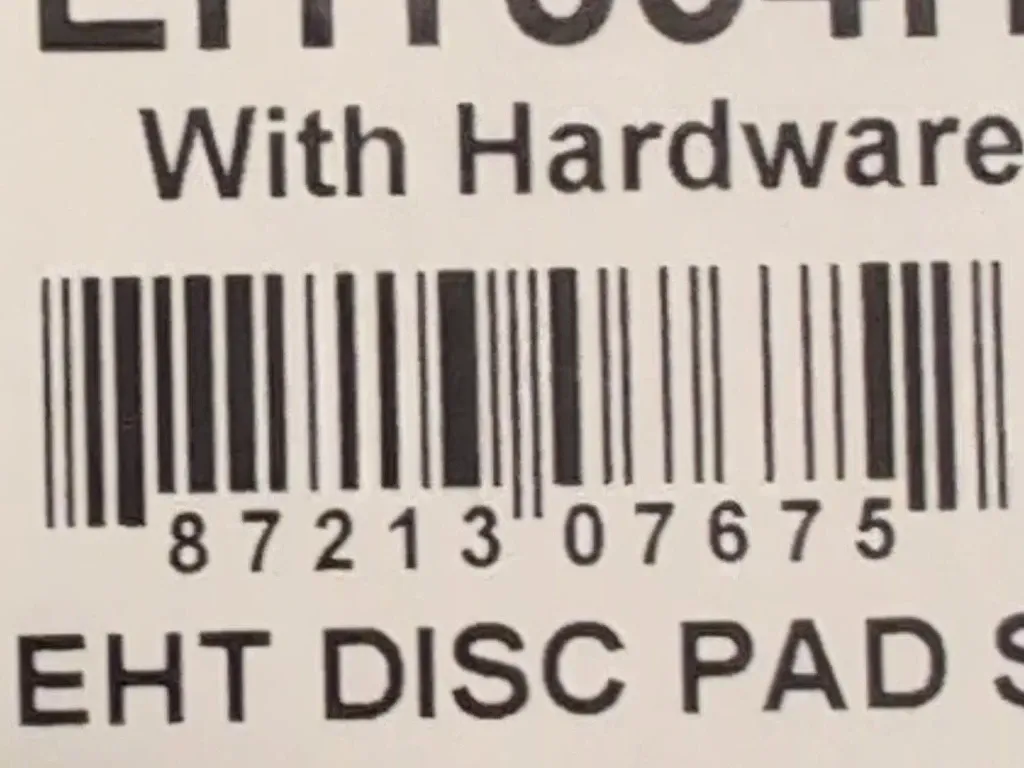 With Hardware
87213 07675
EHT DISC PAD S